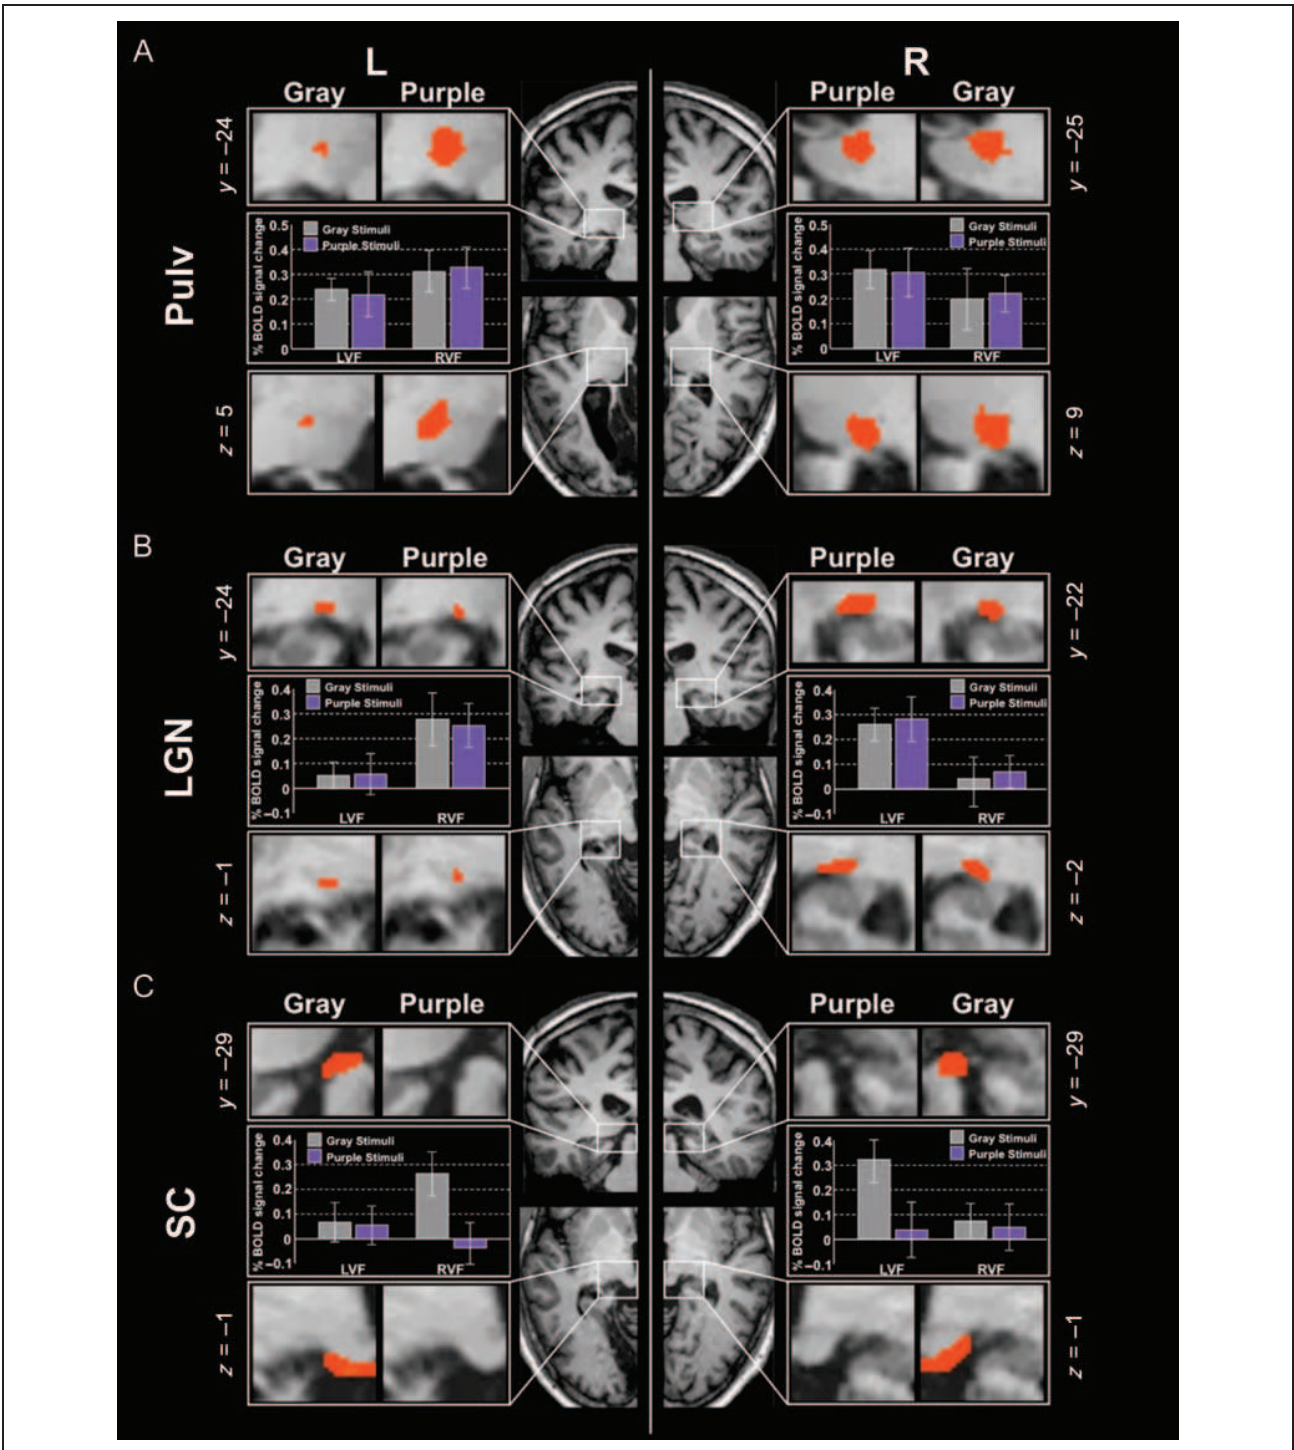 A
L
R
Gray Purple
Purple Gray
y = −24
y = −25
Pulv
% BOLD signal change
0.5
0.4
0.3
0.2
0.1
0
Gray Stimuli
Purple Stimuli
LVF RVF
% BOLD signal change
0.5
0.4
0.3
0.2
0.1
0
Gray Stimuli
Purple Stimuli
LVF RVF
z = 5
z = 9
B
Gray Purple
Purple Gray
y = −24
y = −22
LGN
% BOLD signal change
0.4
0.3
0.2
0.1
0
−0.1
Gray Stimuli
Purple Stimuli
LVF RVF
% BOLD signal change
0.4
0.3
0.2
0.1
0
−0.1
Gray Stimuli
Purple Stimuli
LVF RVF
z = −1
z = −2
C
Gray Purple
Purple Gray
y = −29
y = −29
SC
% BOLD signal change
0.4
0.3
0.2
0.1
0
−0.1
Gray Stimuli
Purple Stimuli
LVF RVF
% BOLD signal change
0.4
0.3
0.2
0.1
0
−0.1
Gray Stimuli
Purple Stimuli
LVF RVF
z = −1
z = −1